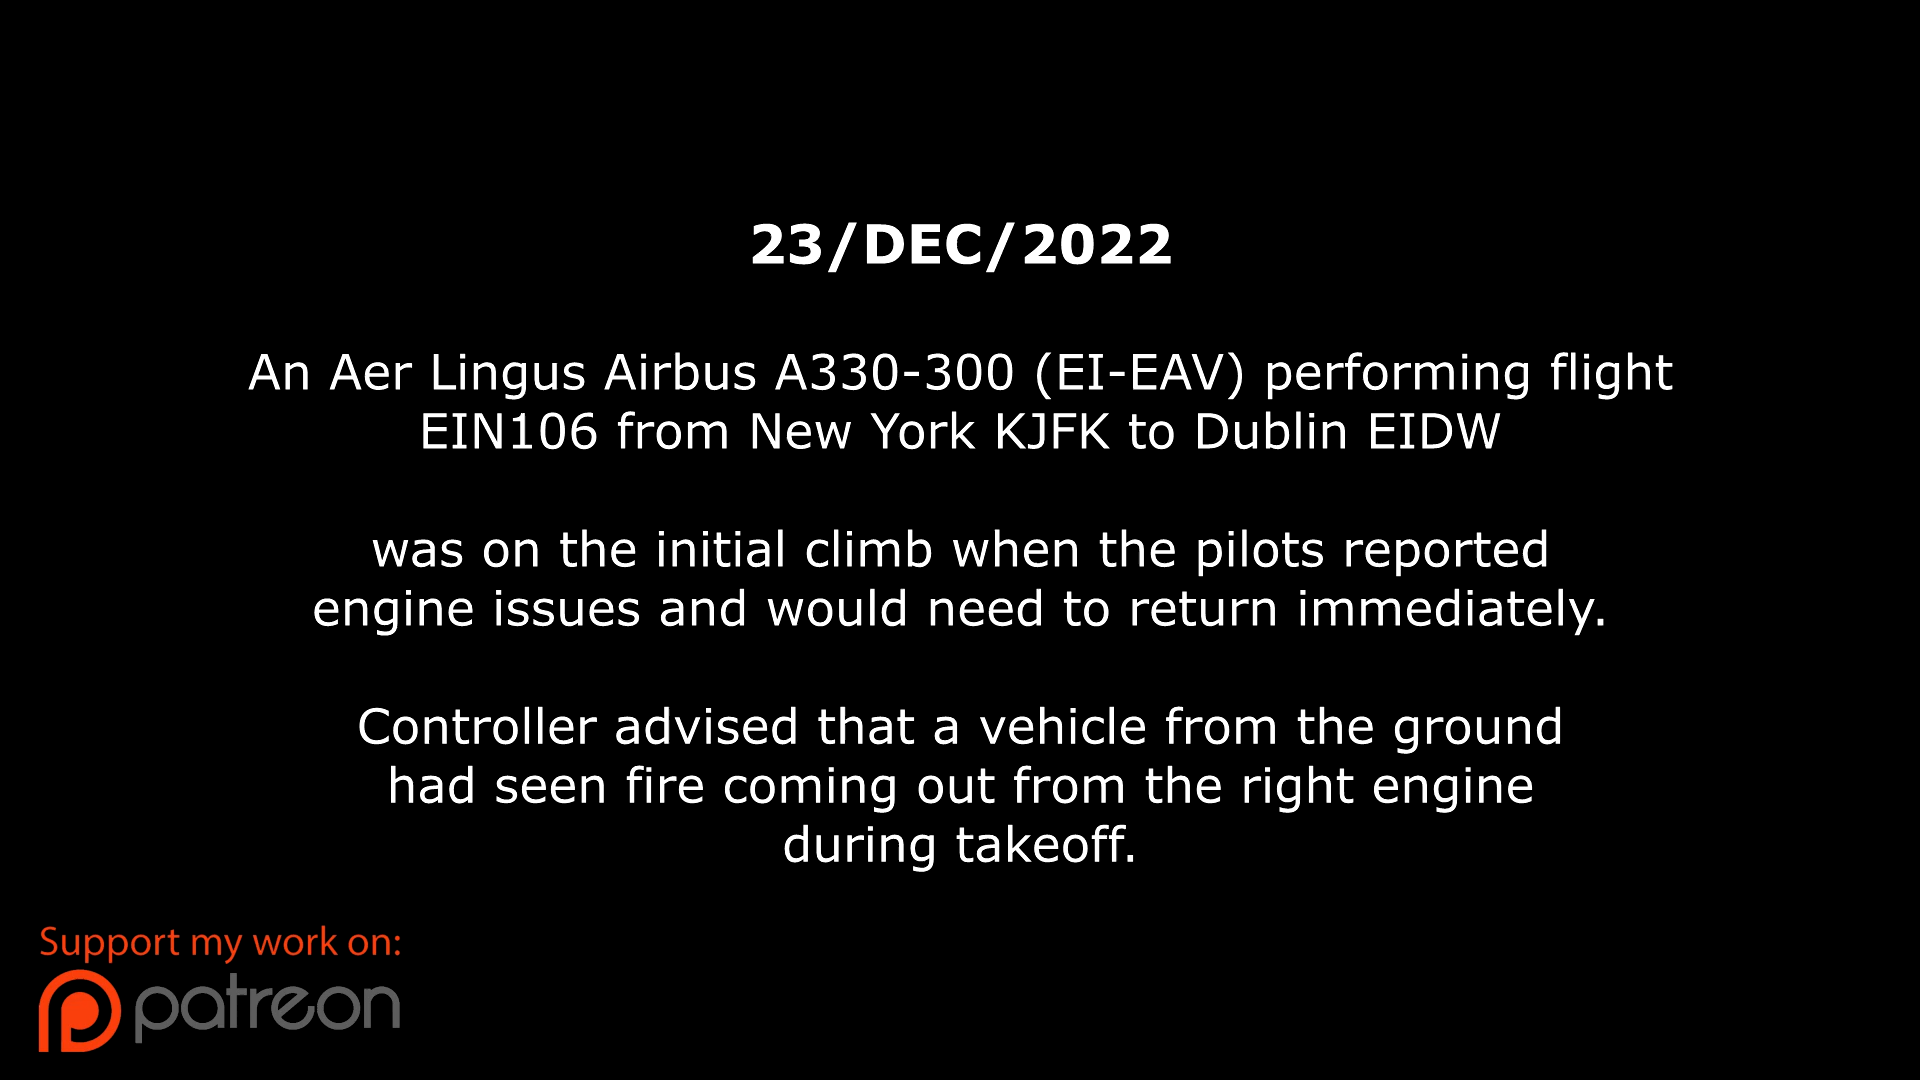 23/DEC/2022
An Aer Lingus Airbus A330-300 (EI-EAV) performing flight
EIN106 from New York KJFK to Dublin EIDW
was on the initial climb when the pilots reported
engine issues and would need to return immediately.
Controller advised that a vehicle from the ground
had seen fire coming out from the right engine
during takeoff.
Support my work on:
patreon